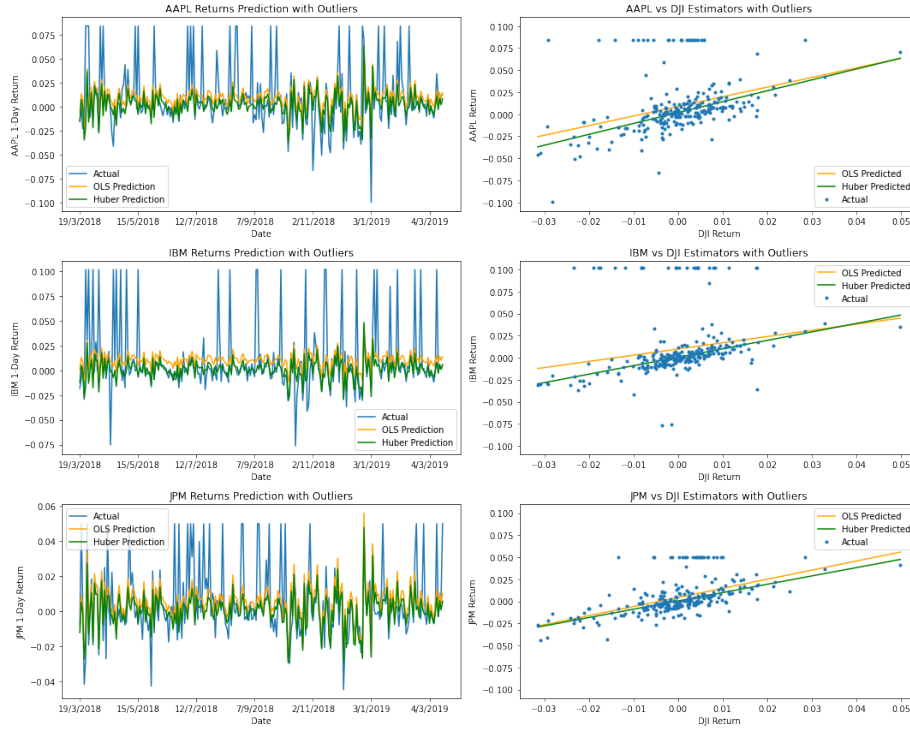 AAPL Returns Prediction with Outliers
AAPL 1-Day Return
0.075
0.050
0.025
0.000
−0.025
−0.050
−0.075
−0.100
Actual
OLS Prediction
Huber Prediction
19/3/2018 15/5/2018 12/7/2018 7/9/2018 2/11/2018 3/1/2019 4/3/2019
Date
AAPL vs DJI Estimators with Outliers
AAPL Return
0.100
0.075
0.050
0.025
0.000
−0.025
−0.050
−0.075
−0.100
OLS Predicted
Huber Predicted
Actual
−0.03 −0.02 −0.01 0.00 0.01 0.02 0.03 0.04 0.05
DJI Return
IBM Returns Prediction with Outliers
IBM 1-Day Return
0.100
0.075
0.050
0.025
0.000
−0.025
−0.050
−0.075
Actual
OLS Prediction
Huber Prediction
19/3/2018 15/5/2018 12/7/2018 7/9/2018 2/11/2018 3/1/2019 4/3/2019
Date
IBM vs DJI Estimators with Outliers
IBM Return
0.100
0.075
0.050
0.025
0.000
−0.025
−0.050
−0.075
−0.100
OLS Predicted
Huber Predicted
Actual
−0.03 −0.02 −0.01 0.00 0.01 0.02 0.03 0.04 0.05
DJI Return
JPM Returns Prediction with Outliers
JPM 1-Day Return
0.06
0.04
0.02
0.00
−0.02
−0.04
Actual
OLS Prediction
Huber Prediction
19/3/2018 15/5/2018 12/7/2018 7/9/2018 2/11/2018 3/1/2019 4/3/2019
Date
JPM vs DJI Estimators with Outliers
JPM Return
0.100
0.075
0.050
0.025
0.000
−0.025
−0.050
−0.075
−0.100
OLS Predicted
Huber Predicted
Actual
−0.03 −0.02 −0.01 0.00 0.01 0.02 0.03 0.04 0.05
DJI Return